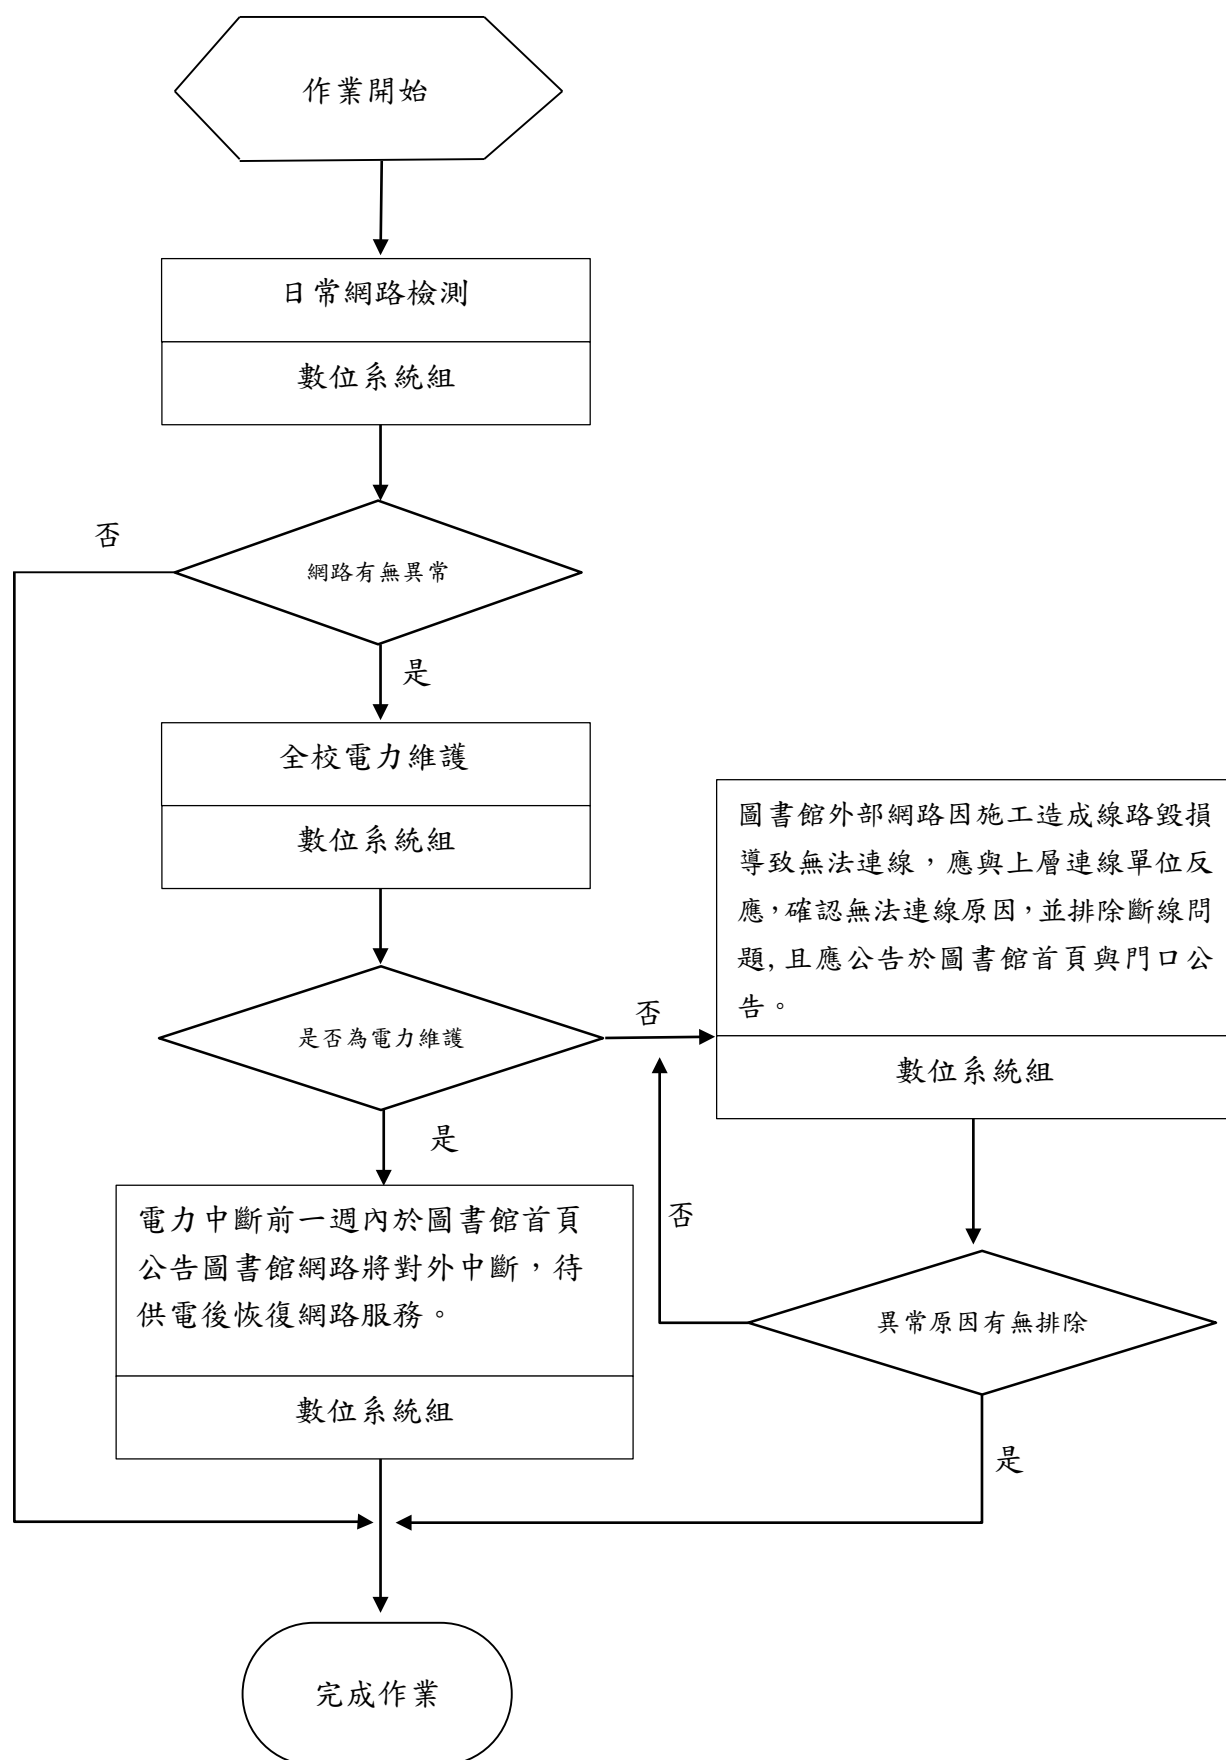 作業開始
日常網路檢測
數位系統組
否
網路有無異常
是
全校電力維護
數位系統組
圖書館外部網路因施工造成線路毀損
導致無法連線，應與上層連線單位反
應，確認無法連線原因，並排除斷線問
題,且應公告於圖書館首頁與門口公
告。
數位系統組
否
是否為電力維護
是
電力中斷前一週內於圖書館首頁
公告圖書館網路將對外中斷，待
供電後恢復網路服務。
數位系統組
否
異常原因有無排除
是
完成作業